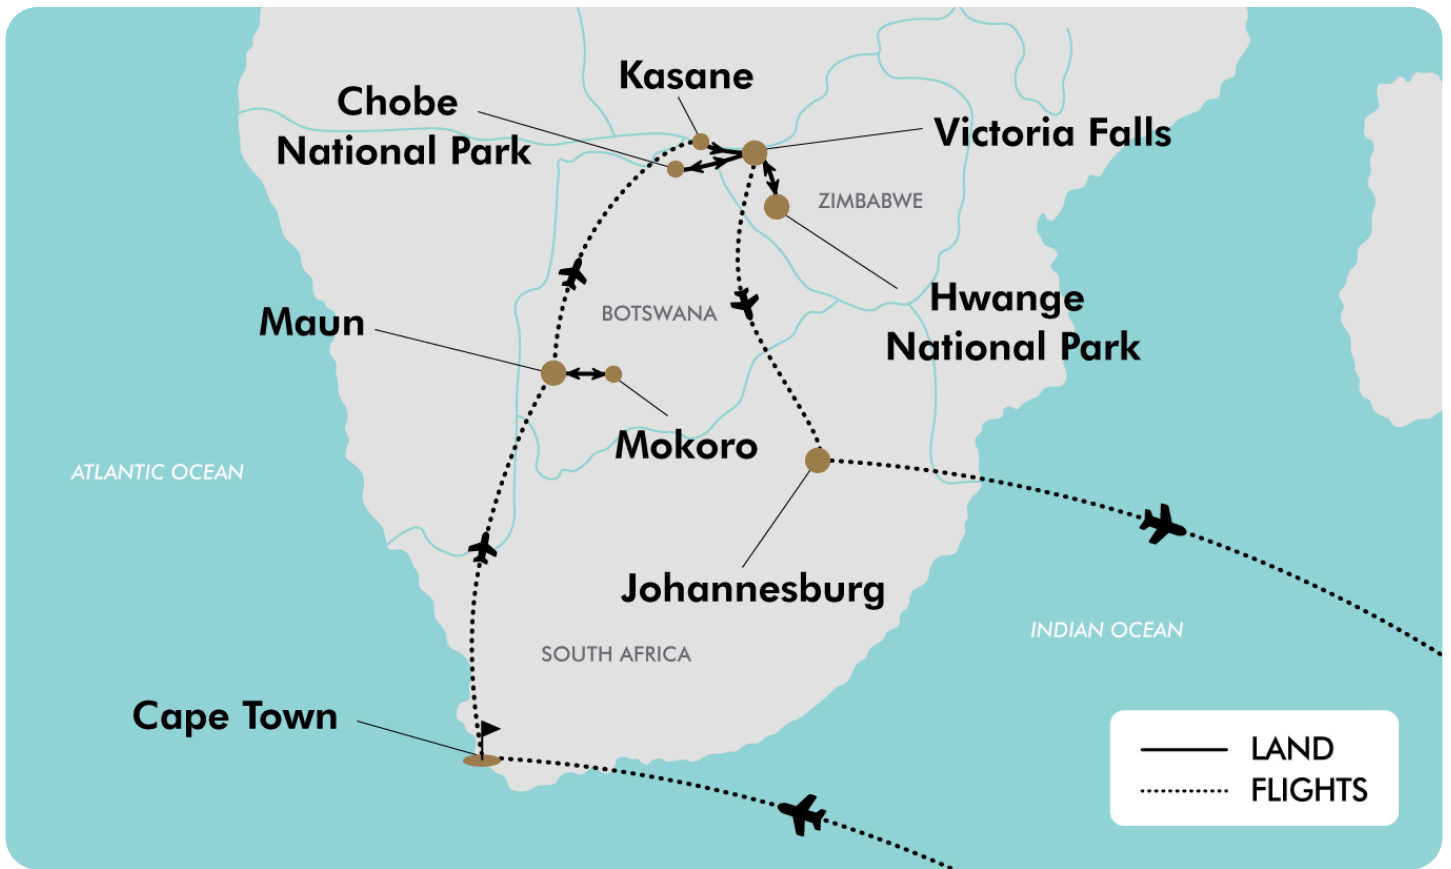 Kasane
Chobe
National Park
Victoria Falls
ZIMBABWE
Hwange
National Park
BOTSWANA
Maun
Mokoro
ATLANTIC OCEAN
Johannesburg
INDIAN OCEAN
SOUTH AFRICA
Cape Town
LAND
FLIGHTS